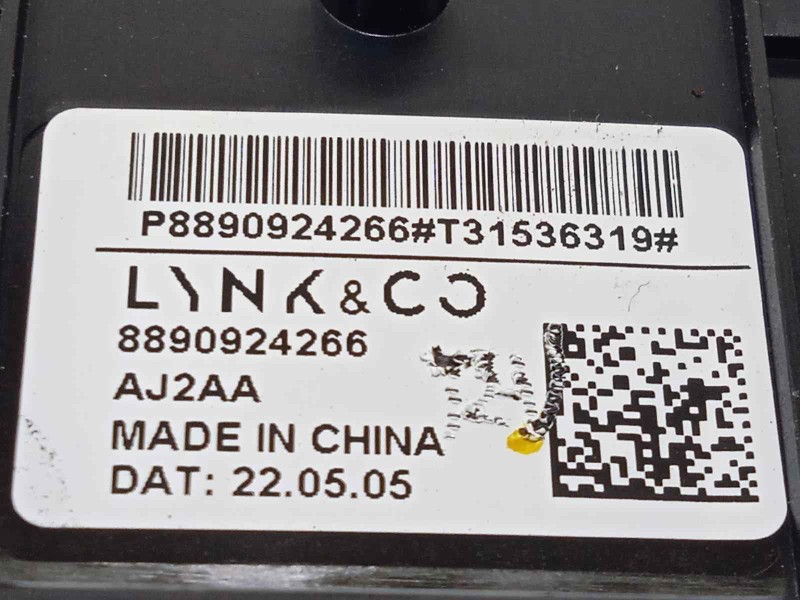 P8890924266#T31536319#
LYNK & CO
8890924266
AJ2AA
MADE IN CHINA
DAT: 22.05.05